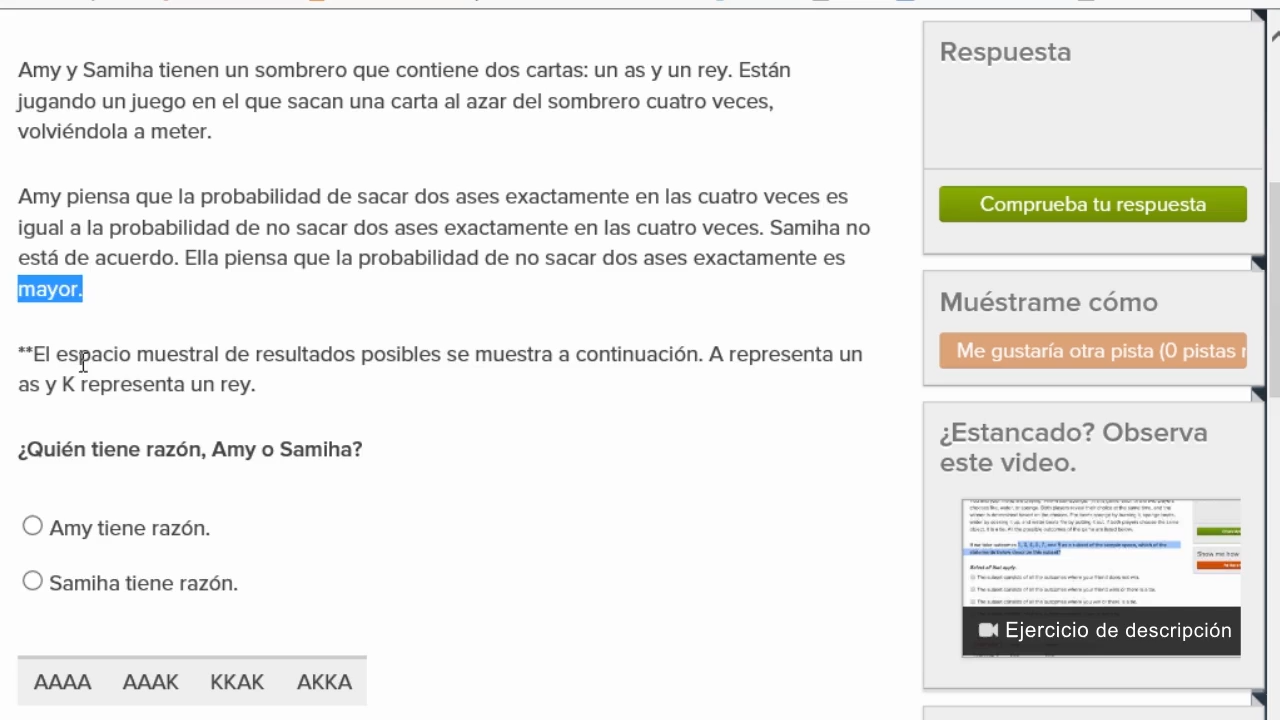 Amy y Samiha tienen un sombrero que contiene dos cartas: un as y un rey. Están
jugando un juego en el que sacan una carta al azar del sombrero cuatro veces,
volviéndola a meter.
Amy piensa que la probabilidad de sacar dos ases exactamente en las cuatro veces es
igual a la probabilidad de no sacar dos ases exactamente en las cuatro veces. Samiha no
está de acuerdo. Ella piensa que la probabilidad de no sacar dos ases exactamente es
mayor.
**El espacio muestral de resultados posibles se muestra a continuación. A representa un
as y K representa un rey.
¿Quién tiene razón, Amy o Samiha?
Amy tiene razón.
Samiha tiene razón.
AAAA AAAK KKAK AKKA
Respuesta
Comprueba tu respuesta
Muéstrame cómo
Me gustaría otra pista (0 pistas
¿Estancado? Observa
este video.
Ejercicio de descripción